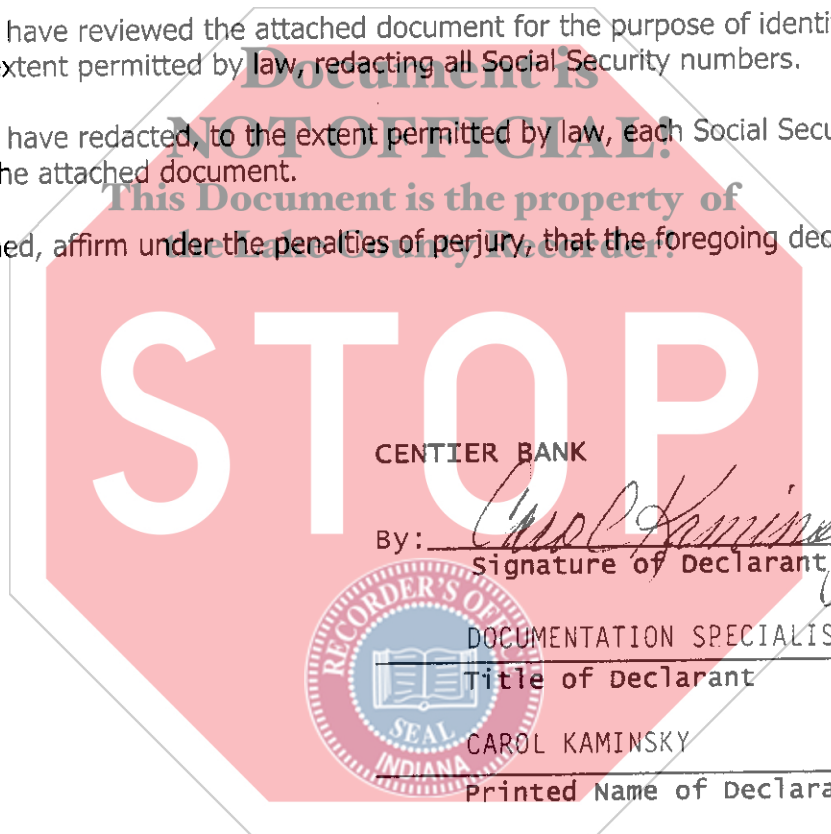 have reviewed the attached document for the purpose of identi
xtent permitted by law, redacting all Social Security numbers.
Document is
have redacted, to the extent permitted by law, each Social Secu
NOT OFFICIAL!
he attached document.
This Document is the property of
ned, affirm under the penalties of perjury, that the foregoing dec
the Lake County Recorder!
STOP
CENTIER BANK
By: Carol Kamins
Signature of Declarant
DOCUMENTATION SPECIALIS
Title of Declarant
CAROL KAMINSKY
Printed Name of Declara
RECORDER'S OFFICE
SEAL
INDIANA